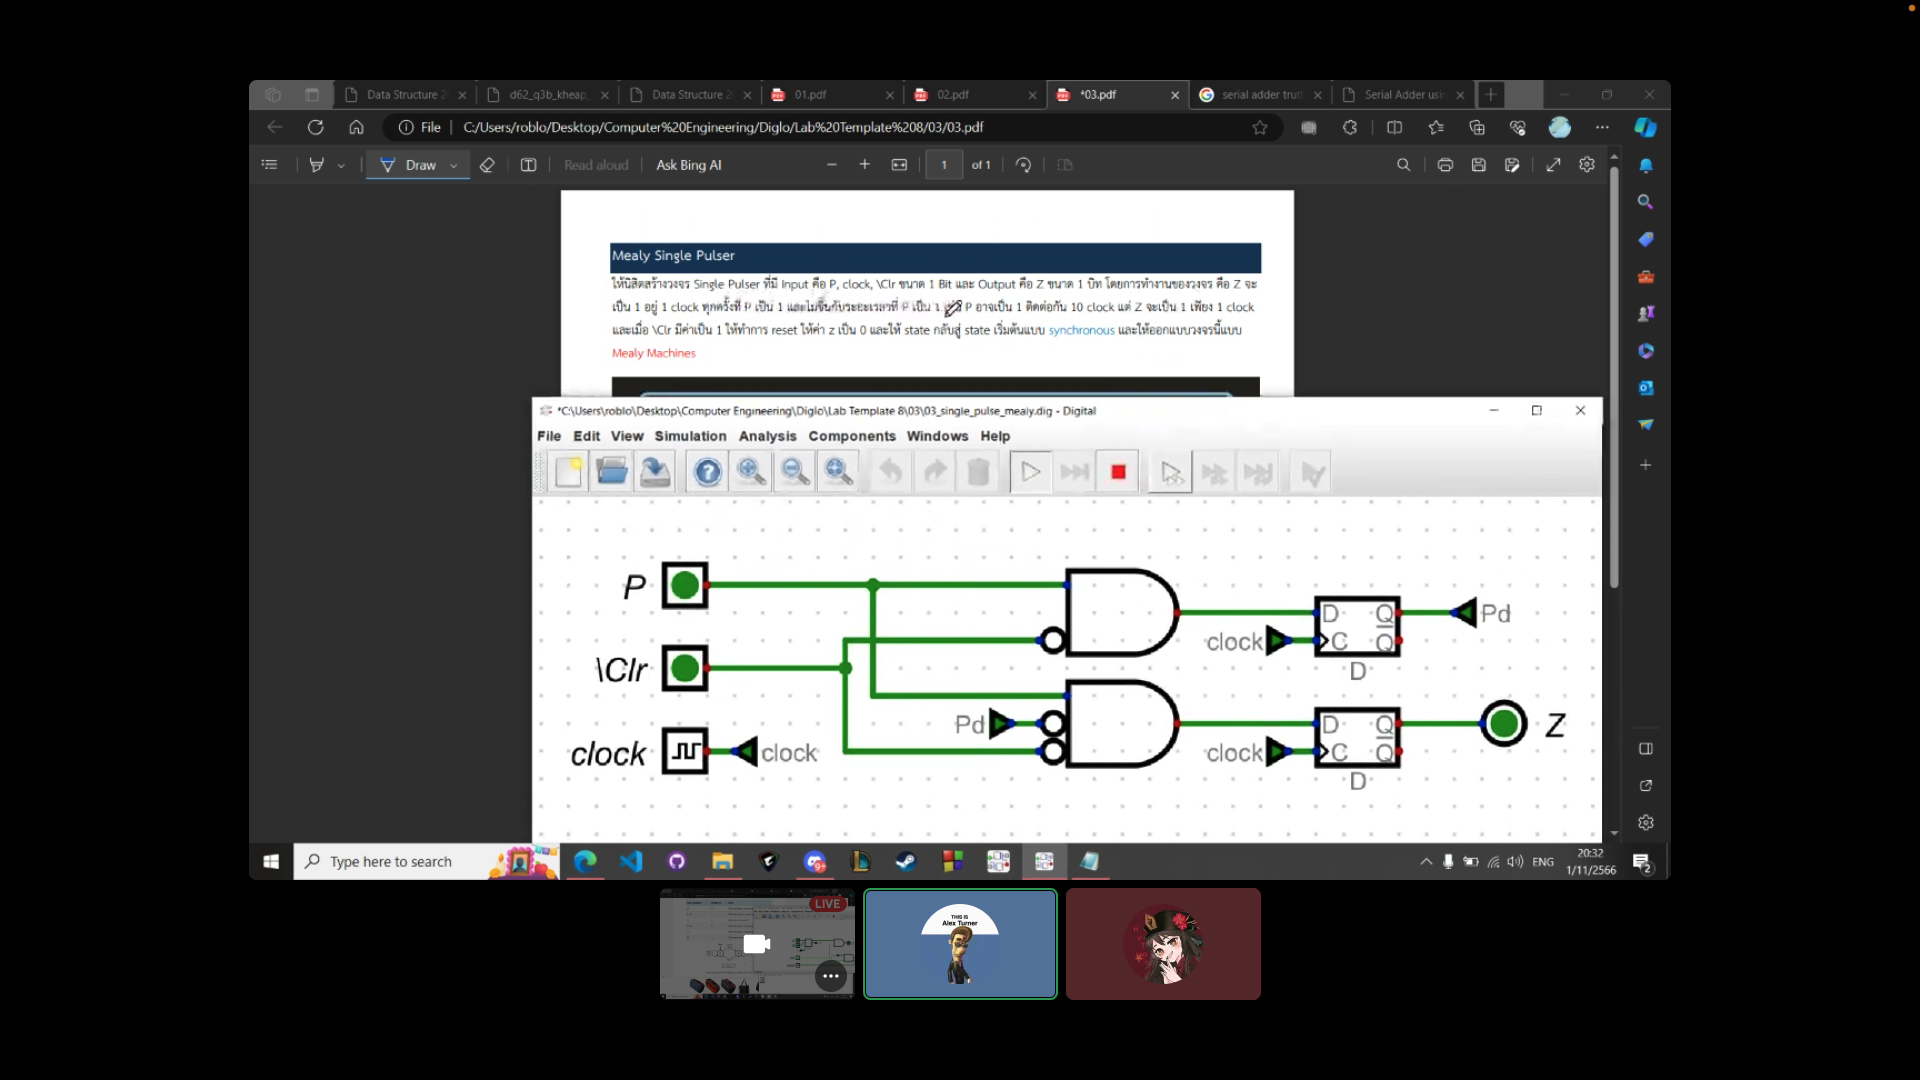 Data Structure 2
d62_q3b_kheap_
Data Structure 2
01.pdf
02.pdf
*03.pdf
serial adder trut
Serial Adder usin
File
C:/Users/roblo/Desktop/Computer%20Engineering/Diglo/Lab%20Template%208/03/03.pdf
Draw
Read aloud
Ask Bing AI
1
of 1
Mealy Single Pulser
ให้นิสิตสร้างวงจร Single Pulser ที่มี Input คือ P, clock, \Clr ขนาด 1 Bit และ Output คือ Z ขนาด 1 บิท โดยการทำงานของวงจร คือ Z จะ
เป็น 1 อยู่ 1 clock ทุกครั้งที่ P เป็น 1 และไม่ขึ้นกับระยะเวลาที่ P เป็น 1 P อาจเป็น 1 ติดต่อกัน 10 clock แต่ Z จะเป็น 1 เพียง 1 clock
และเมื่อ \Clr มีค่าเป็น 1 ให้ทำการ reset ให้ค่า z เป็น 0 และให้ state กลับสู่ state เริ่มต้นแบบ synchronous และให้ออกแบบวงจรนี้แบบ
Mealy Machines
*C:\Users\roblo\Desktop\Computer Engineering\Diglo\Lab Template 8\03\03_single_pulse_mealy.dig - Digital
File Edit View Simulation Analysis Components Windows Help
P
D Q
Pd
clock
C Q
D
\Clr
Pd
D Q
Z
clock
clock
clock
C Q
D
Type here to search
ENG
20:32
1/11/2566
2
LIVE
THIS IS
Alex Turner